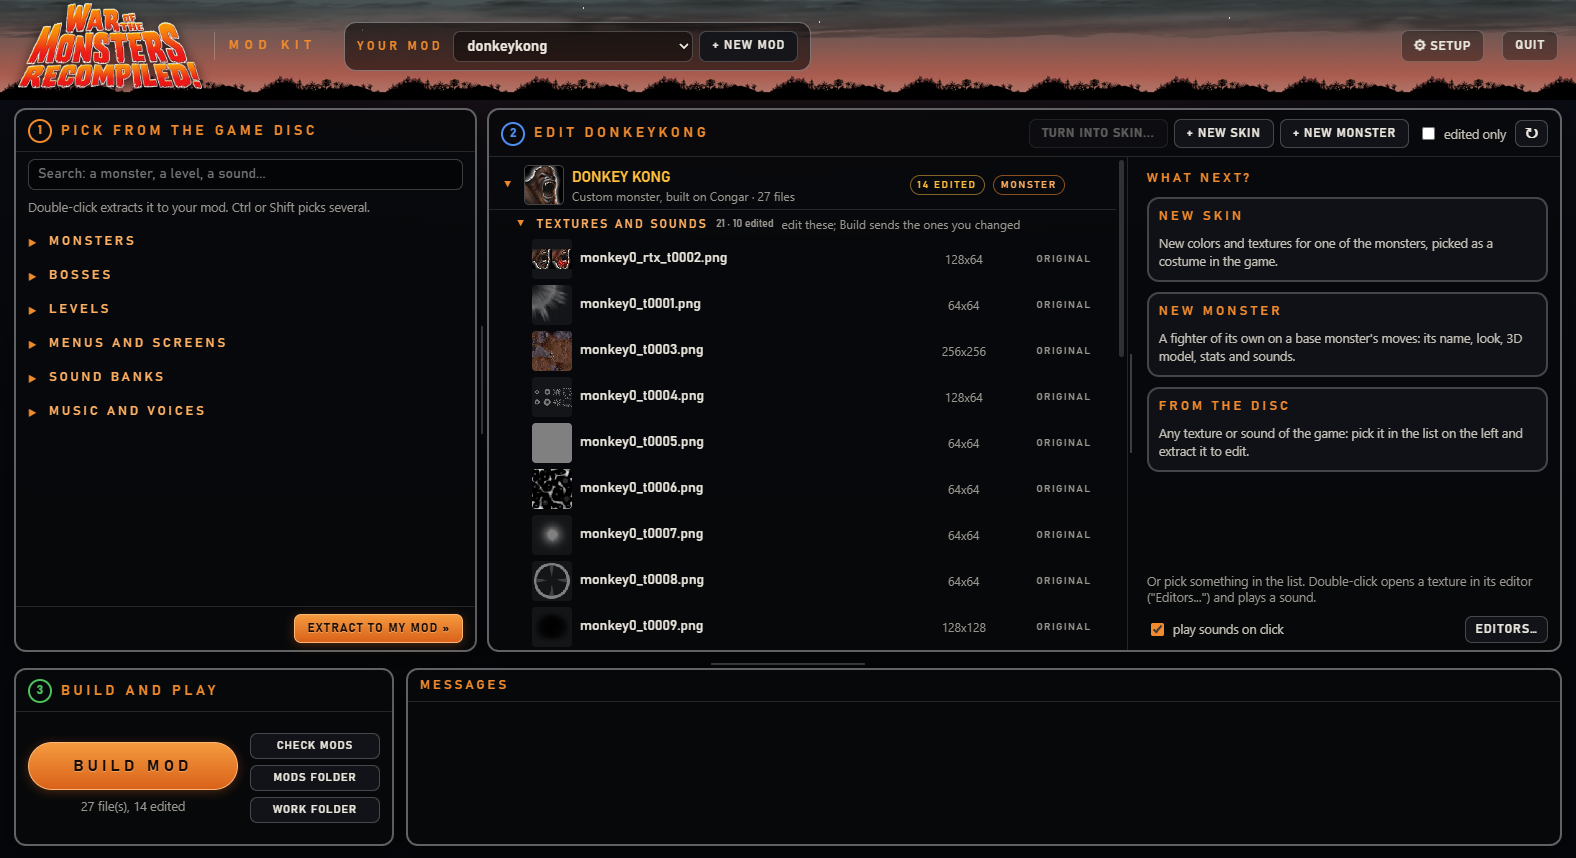 WAR OF THE MONSTERS RECOMPILED!
MOD KIT
YOUR MOD
donkeykong
+ NEW MOD
SETUP
QUIT
1 PICK FROM THE GAME DISC
Search: a monster, a level, a sound...
Double-click extracts it to your mod. Ctrl or Shift picks several.
MONSTERS
BOSSES
LEVELS
MENUS AND SCREENS
SOUND BANKS
MUSIC AND VOICES
EXTRACT TO MY MOD »
2 EDIT DONKEYKONG
TURN INTO SKIN...
+ NEW SKIN
+ NEW MONSTER
edited only
DONKEY KONG
Custom monster, built on Congar · 27 files
14 EDITED
MONSTER
TEXTURES AND SOUNDS 21 · 10 edited edit these; Build sends the ones you changed
monkey0_rtx_t0002.png 128x64 ORIGINAL
monkey0_t0001.png 64x64 ORIGINAL
monkey0_t0003.png 256x256 ORIGINAL
monkey0_t0004.png 128x64 ORIGINAL
monkey0_t0005.png 64x64 ORIGINAL
monkey0_t0006.png 64x64 ORIGINAL
monkey0_t0007.png 64x64 ORIGINAL
monkey0_t0008.png 64x64 ORIGINAL
monkey0_t0009.png 128x128 ORIGINAL
WHAT NEXT?
NEW SKIN
New colors and textures for one of the monsters, picked as a
costume in the game.
NEW MONSTER
A fighter of its own on a base monster's moves: its name, look, 3D
model, stats and sounds.
FROM THE DISC
Any texture or sound of the game: pick it in the list on the left and
extract it to edit.
Or pick something in the list. Double-click opens a texture in its editor
("Editors...") and plays a sound.
play sounds on click
EDITORS...
3 BUILD AND PLAY
BUILD MOD
27 file(s), 14 edited
CHECK MODS
MODS FOLDER
WORK FOLDER
MESSAGES